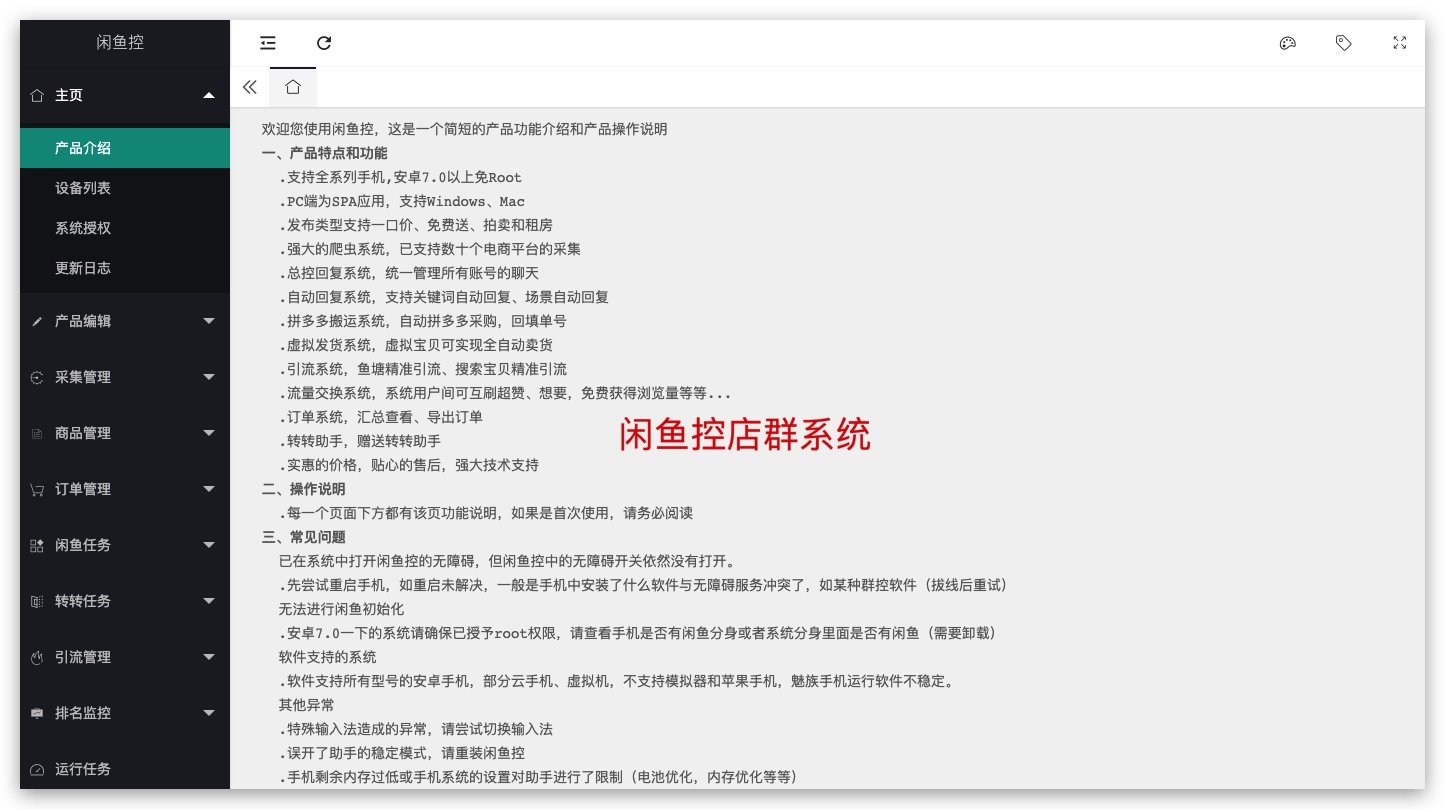 闲鱼控
主页
产品介绍
设备列表
系统授权
更新日志
产品编辑
采集管理
商品管理
订单管理
闲鱼任务
转转任务
引流管理
排名监控
运行任务
欢迎您使用闲鱼控，这是一个简短的产品功能介绍和产品操作说明
一、产品特点和功能
.支持全系列手机,安卓7.0以上免Root
.PC端为SPA应用，支持Windows、Mac
.发布类型支持一口价、免费送、拍卖和租房
.强大的爬虫系统，已支持数十个电商平台的采集
.总控回复系统，统一管理所有账号的聊天
.自动回复系统，支持关键词自动回复、场景自动回复
.拼多多搬运系统，自动拼多多采购，回填单号
.虚拟发货系统，虚拟宝贝可实现全自动卖货
.引流系统，鱼塘精准引流、搜索宝贝精准引流
.流量交换系统，系统用户间可互刷超赞、想要，免费获得浏览量等等...
.订单系统，汇总查看、导出订单
.转转助手，赠送转转助手
.实惠的价格，贴心的售后，强大技术支持
闲鱼控店群系统
二、操作说明
.每一个页面下方都有该页功能说明，如果是首次使用，请务必阅读
三、常见问题
已在系统中打开闲鱼控的无障碍，但闲鱼控中的无障碍开关依然没有打开。
.先尝试重启手机，如重启未解决，一般是手机中安装了什么软件与无障碍服务冲突了，如某种群控软件（拔线后重试）
无法进行闲鱼初始化
.安卓7.0一下的系统请确保已授予root权限，请查看手机是否有闲鱼分身或者系统分身里面是否有闲鱼（需要卸载）
软件支持的系统
.软件支持所有型号的安卓手机，部分云手机、虚拟机，不支持模拟器和苹果手机，魅族手机运行软件不稳定。
其他异常
.特殊输入法造成的异常，请尝试切换输入法
.误开了助手的稳定模式，请重装闲鱼控
.手机剩余内存过低或手机系统的设置对助手进行了限制（电池优化，内存优化等等）